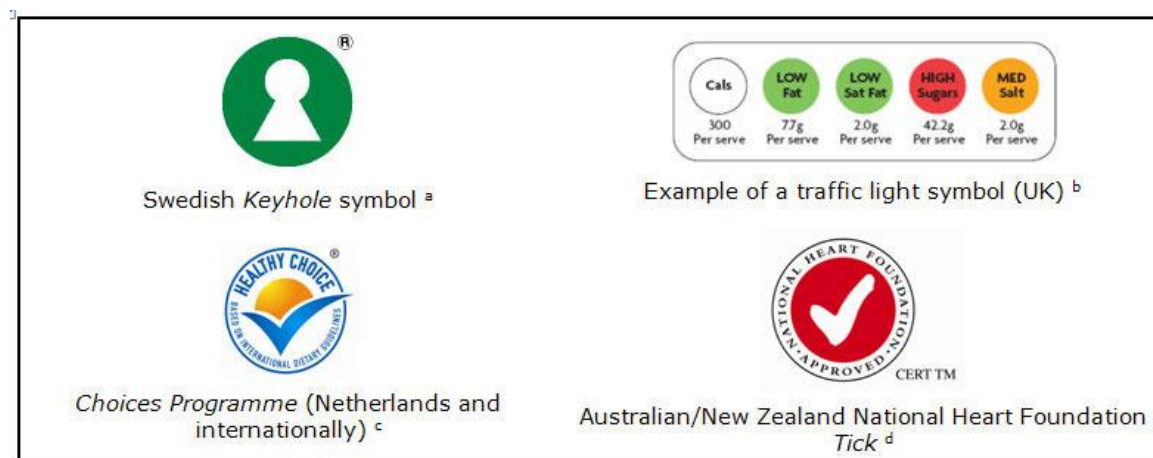 ®
Swedish Keyhole symbol a
Cals
LOW
Fat
LOW
Sat Fat
HIGH
Sugars
MED
Salt
300
Per serve
7.7g
Per serve
2.0g
Per serve
42.2g
Per serve
2.0g
Per serve
Example of a traffic light symbol (UK) b
®
HEALTHY CHOICE
BASED ON INTERNATIONAL DIETARY GUIDELINES
Choices Programme (Netherlands and
internationally) c
NATIONAL HEART FOUNDATION
• APPROVED •
CERT TM
Australian/New Zealand National Heart Foundation
Tick d